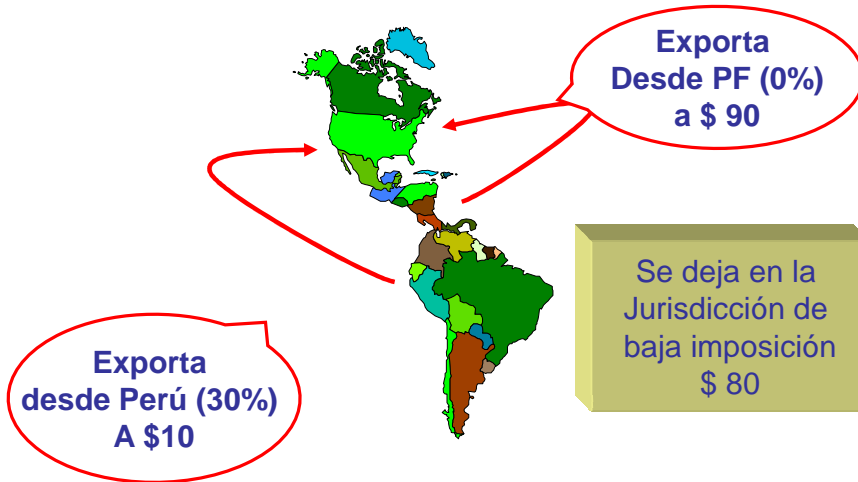 Exporta
Desde PF (0%)
a $ 90
Se deja en la
Jurisdicción de
baja imposición
$ 80
Exporta
desde Perú (30%)
A $10